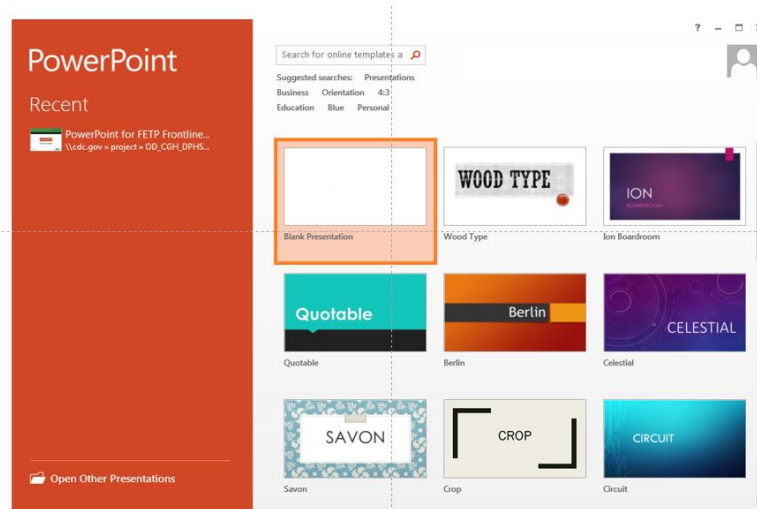 PowerPoint
Recent
PowerPoint for FETP Frontline...
\\cdc.gov » project » OD_CGH_DPHS...
Open Other Presentations
?
Search for online templates a
Suggested searches: Presentations
Business Orientation 4:3
Education Blue Personal
Blank Presentation
WOOD TYPE
Wood Type
ION
BOARDROOM
Ion Boardroom
Quotable
Quotable
Berlin
Berlin
CELESTIAL
Celestial
SAVON
Savon
CROP
Crop
CIRCUIT
Circuit